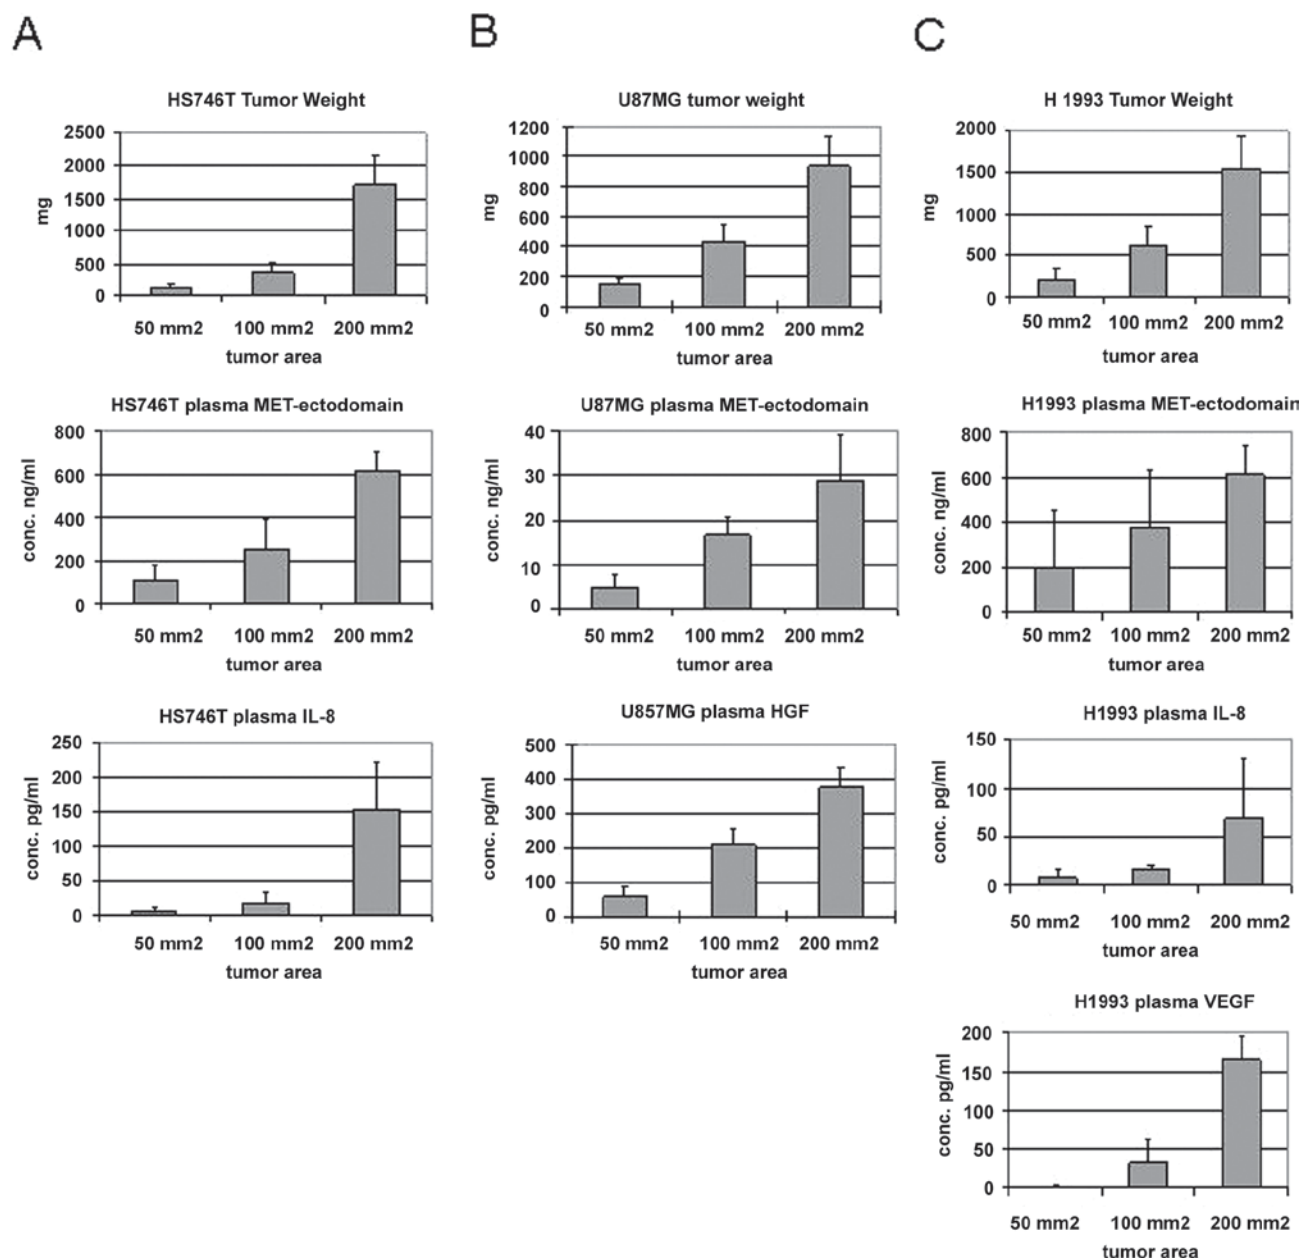 A
HS746T Tumor Weight
mg
2500
2000
1500
1000
500
0
50 mm2 100 mm2 200 mm2
tumor area
HS746T plasma MET-ectodomain
conc. ng/ml
800
600
400
200
0
50 mm2 100 mm2 200 mm2
tumor area
HS746T plasma IL-8
conc. pg/ml
250
200
150
100
50
0
50 mm2 100 mm2 200 mm2
tumor area
B
U87MG tumor weight
mg
1200
1000
800
600
400
200
0
50 mm2 100 mm2 200 mm2
tumor area
U87MG plasma MET-ectodomain
conc. ng/ml
40
30
20
10
0
50 mm2 100 mm2 200 mm2
tumor area
U857MG plasma HGF
conc. pg/ml
500
400
300
200
100
0
50 mm2 100 mm2 200 mm2
tumor area
C
H 1993 Tumor Weight
mg
2000
1500
1000
500
0
50 mm2 100 mm2 200 mm2
tumor area
H1993 plasma MET-ectodomain
conc. ng/ml
800
600
400
200
0
50 mm2 100 mm2 200 mm2
tumor area
H1993 plasma IL-8
conc. pg/ml
150
100
50
0
50 mm2 100 mm2 200 mm2
tumor area
H1993 plasma VEGF
conc. pg/ml
200
150
100
50
0
50 mm2 100 mm2 200 mm2
tumor area